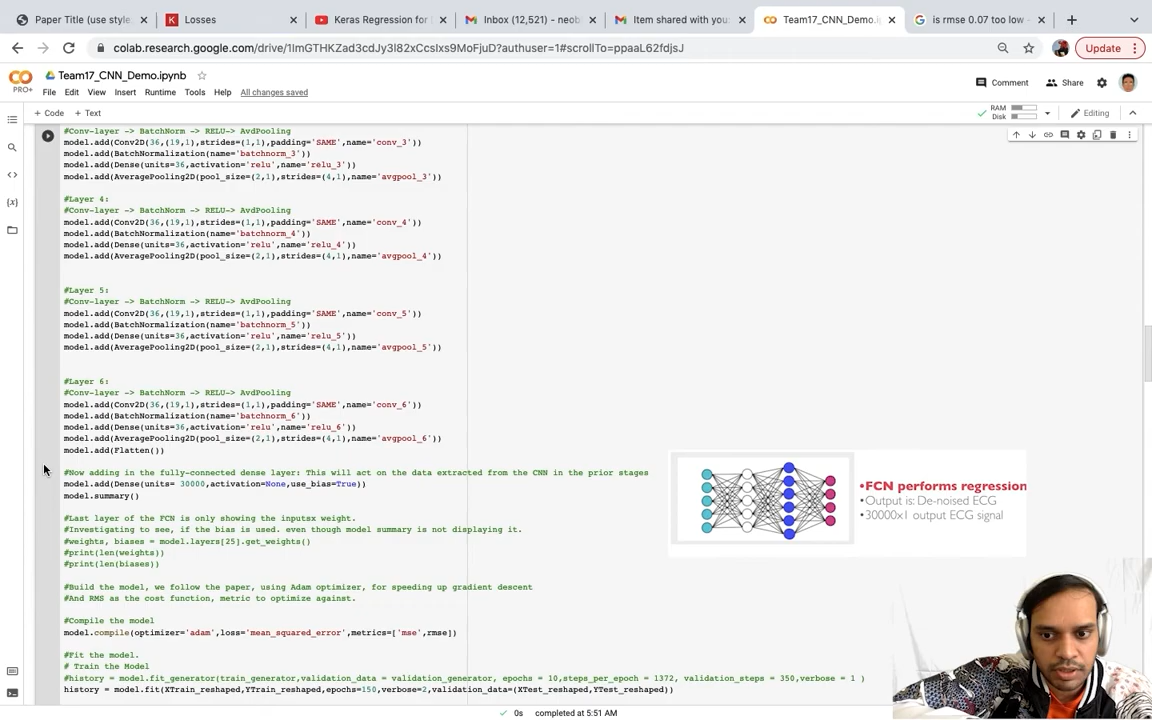 Paper Title (use style
Losses
Keras Regression for
Inbox (12,521) - neob
Item shared with you:
Team17_CNN_Demo.ip
is rmse 0.07 too low -
colab.research.google.com/drive/1ImGTHKZad3cdJy3l82xCcsIxs9MoFjuD?authuser=1#scrollTo=ppaaL62fdjsJ
Update
CO
PRO+
Team17_CNN_Demo.ipynb
Comment
Share
File Edit View Insert Runtime Tools Help All changes saved
+ Code + Text
RAM
Disk
Editing
#Conv-layer -> BatchNorm -> RELU-> AvdPooling
model.add(Conv2D(36,(19,1),strides=(1,1),padding='SAME',name='conv_3'))
model.add(BatchNormalization(name='batchnorm_3'))
model.add(Dense(units=36,activation='relu',name='relu_3'))
model.add(AveragePooling2D(pool_size=(2,1),strides=(4,1),name='avgpool_3'))
#Layer 4:
#Conv-layer -> BatchNorm -> RELU-> AvdPooling
model.add(Conv2D(36,(19,1),strides=(1,1),padding='SAME',name='conv_4'))
model.add(BatchNormalization(name='batchnorm_4'))
model.add(Dense(units=36,activation='relu',name='relu_4'))
model.add(AveragePooling2D(pool_size=(2,1),strides=(4,1),name='avgpool_4'))
#Layer 5:
#Conv-layer -> BatchNorm -> RELU-> AvdPooling
model.add(Conv2D(36,(19,1),strides=(1,1),padding='SAME',name='conv_5'))
model.add(BatchNormalization(name='batchnorm_5'))
model.add(Dense(units=36,activation='relu',name='relu_5'))
model.add(AveragePooling2D(pool_size=(2,1),strides=(4,1),name='avgpool_5'))
#Layer 6:
#Conv-layer -> BatchNorm -> RELU-> AvdPooling
model.add(Conv2D(36,(19,1),strides=(1,1),padding='SAME',name='conv_6'))
model.add(BatchNormalization(name='batchnorm_6'))
model.add(Dense(units=36,activation='relu',name='relu_6'))
model.add(AveragePooling2D(pool_size=(2,1),strides=(4,1),name='avgpool_6'))
model.add(Flatten())
#Now adding in the fully-connected dense layer: This will act on the data extracted from the CNN in the prior stages
model.add(Dense(units= 30000,activation=None,use_bias=True))
model.summary()
#Last layer of the FCN is only showing the inputsx weight.
#Investigating to see, if the bias is used. even though model summary is not displaying it.
#weights, biases = model.layers[25].get_weights()
#print(len(weights))
#print(len(biases))
#Build the model, we follow the paper, using Adam optimizer, for speeding up gradient descent
#And RMS as the cost function, metric to optimize against.
#Compile the model
model.compile(optimizer='adam',loss='mean_squared_error',metrics=['mse',rmse])
#Fit the model.
# Train the Model
#history = model.fit_generator(train_generator,validation_data = validation_generator, epochs = 10,steps_per_epoch = 1372, validation_steps = 350,verbose = 1 )
history = model.fit(XTrain_reshaped,YTrain_reshaped,epochs=150,verbose=2,validation_data=(XTest_reshaped,YTest_reshaped))
•FCN performs regression
•Output is: De-noised ECG
•30000x1 output ECG signal
0s completed at 5:51 AM